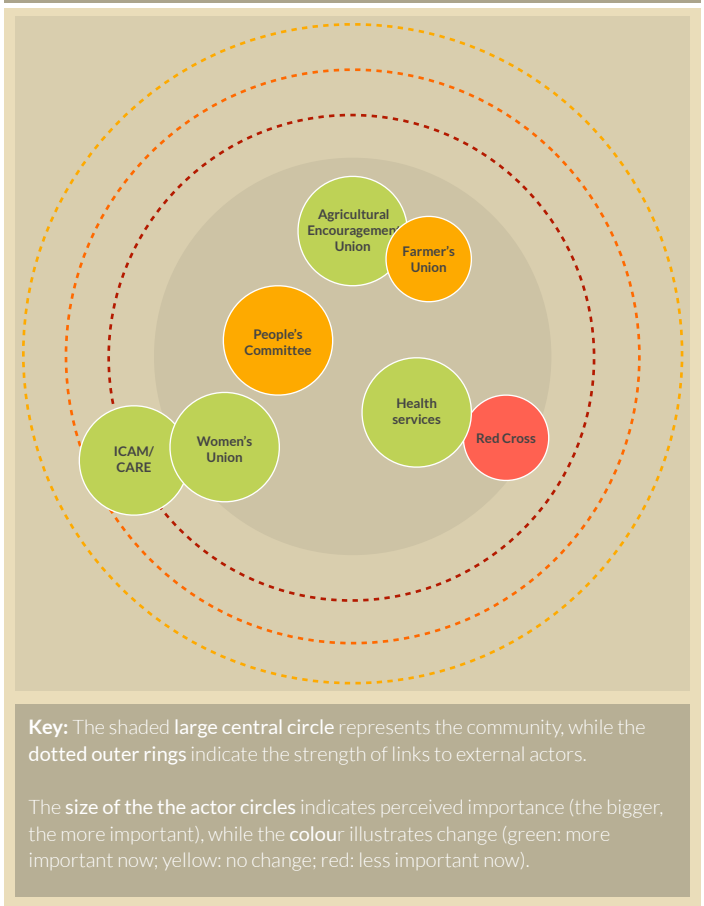 Agricultural
Encouragement
Union
Farmer's
Union
People's
Committee
Health
services
Red Cross
ICAM/
CARE
Women's
Union
Key: The shaded large central circle represents the community, while the
dotted outer rings indicate the strength of links to external actors.
The size of the the actor circles indicates perceived importance (the bigger,
the more important), while the colour illustrates change (green: more
important now; yellow: no change; red: less important now).